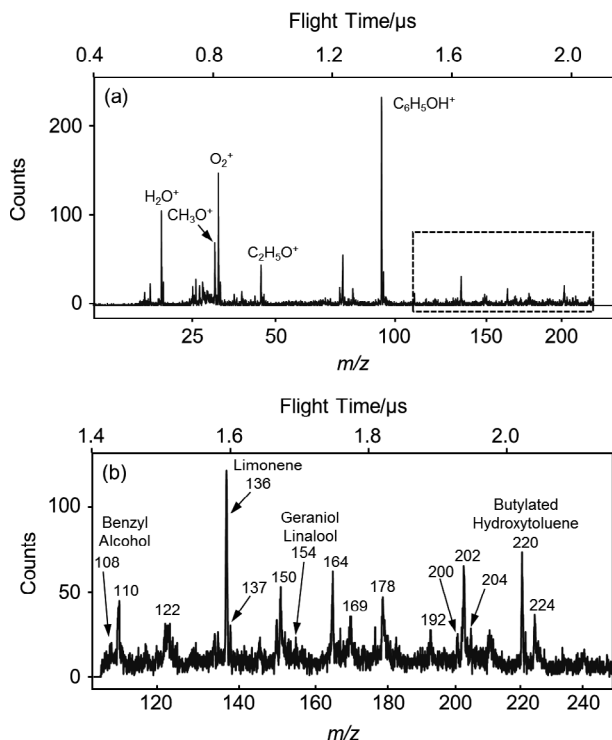 Flight Time/μs
0.4 0.8 1.2 1.6 2.0
(a)
C₆H₅OH⁺
200
O₂⁺
H₂O⁺
CH₃O⁺
100
C₂H₅O⁺
0
Counts
25 50 100 150 200
m/z
Flight Time/μs
1.4 1.6 1.8 2.0
(b)
Limonene
136
100
Benzyl
Alcohol
108
110
122
137
150
Geraniol
Linalool
154
164
169
178
192
200
202
204
Butylated
Hydroxytoluene
220
224
50
0
Counts
120 140 160 180 200 220 240
m/z